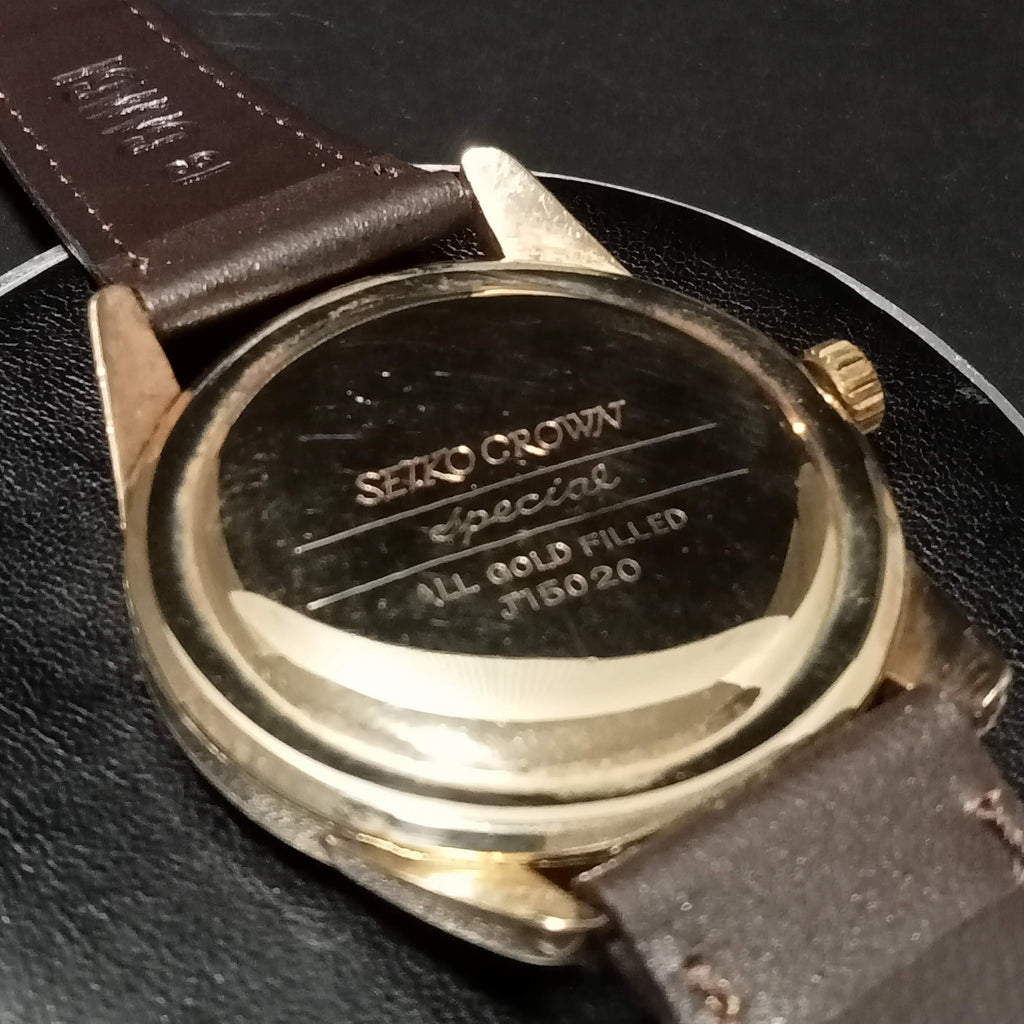 SEIKO CROWN
Special
ALL GOLD FILLED
J15020